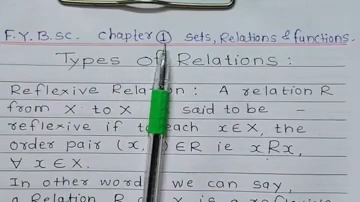 F.Y.B.Sc. Chapter ① Sets, Relations & functions.
Types of Relations :
Reflexive Relation : A relation R
from X to X said to be –
reflexive if each x∈X, the
order pair (x, )∈R ie xRx,
∀ x∈X.
In other word we can say,
a Relation R